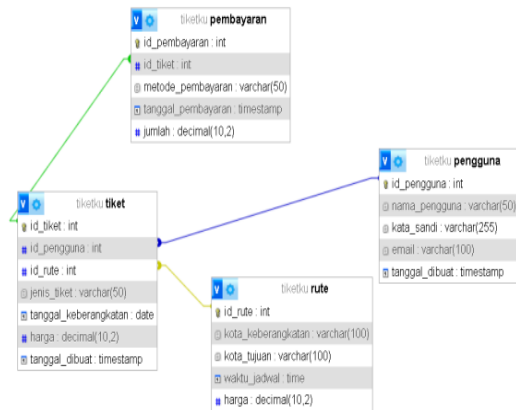 tiketku pembayaran
id_pembayaran : int
# id_tiket : int
metode_pembayaran : varchar(50)
tanggal_pembayaran : timestamp
# jumlah : decimal(10,2)
tiketku pengguna
id_pengguna : int
nama_pengguna : varchar(50)
kata_sandi : varchar(255)
email : varchar(100)
tanggal_dibuat : timestamp
tiketku tiket
id_tiket : int
# id_pengguna : int
# id_rute : int
jenis_tiket : varchar(50)
tanggal_keberangkatan : date
# harga : decimal(10,2)
tanggal_dibuat : timestamp
tiketku rute
id_rute : int
kota_keberangkatan : varchar(100)
kota_tujuan : varchar(100)
waktu_jadwal : time
# harga : decimal(10,2)